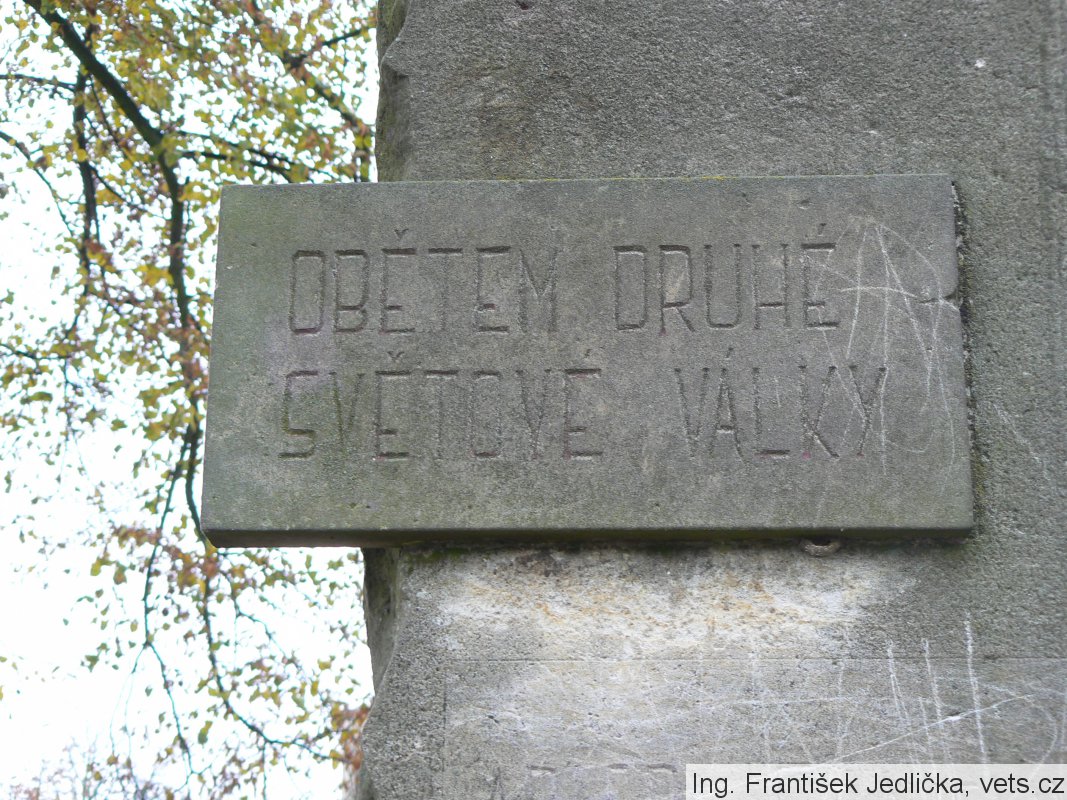 OBĚTEM DRUHÉ
SVĚTOVÉ VÁLKY
Ing. František Jedlička, vets.cz